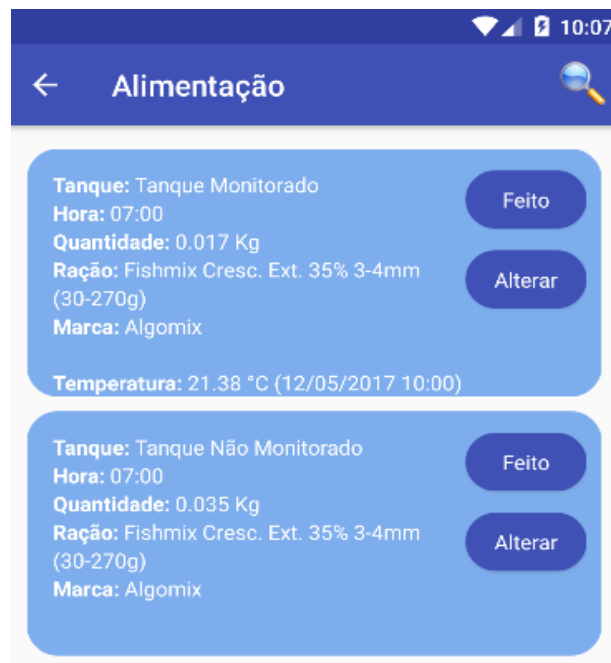 10:07
Alimentação
Tanque: Tanque Monitorado
Hora: 07:00
Quantidade: 0.017 Kg
Ração: Fishmix Cresc. Ext. 35% 3-4mm
(30-270g)
Marca: Algomix
Temperatura: 21.38 °C (12/05/2017 10:00)
Feito
Alterar
Tanque: Tanque Não Monitorado
Hora: 07:00
Quantidade: 0.035 Kg
Ração: Fishmix Cresc. Ext. 35% 3-4mm
(30-270g)
Marca: Algomix
Feito
Alterar